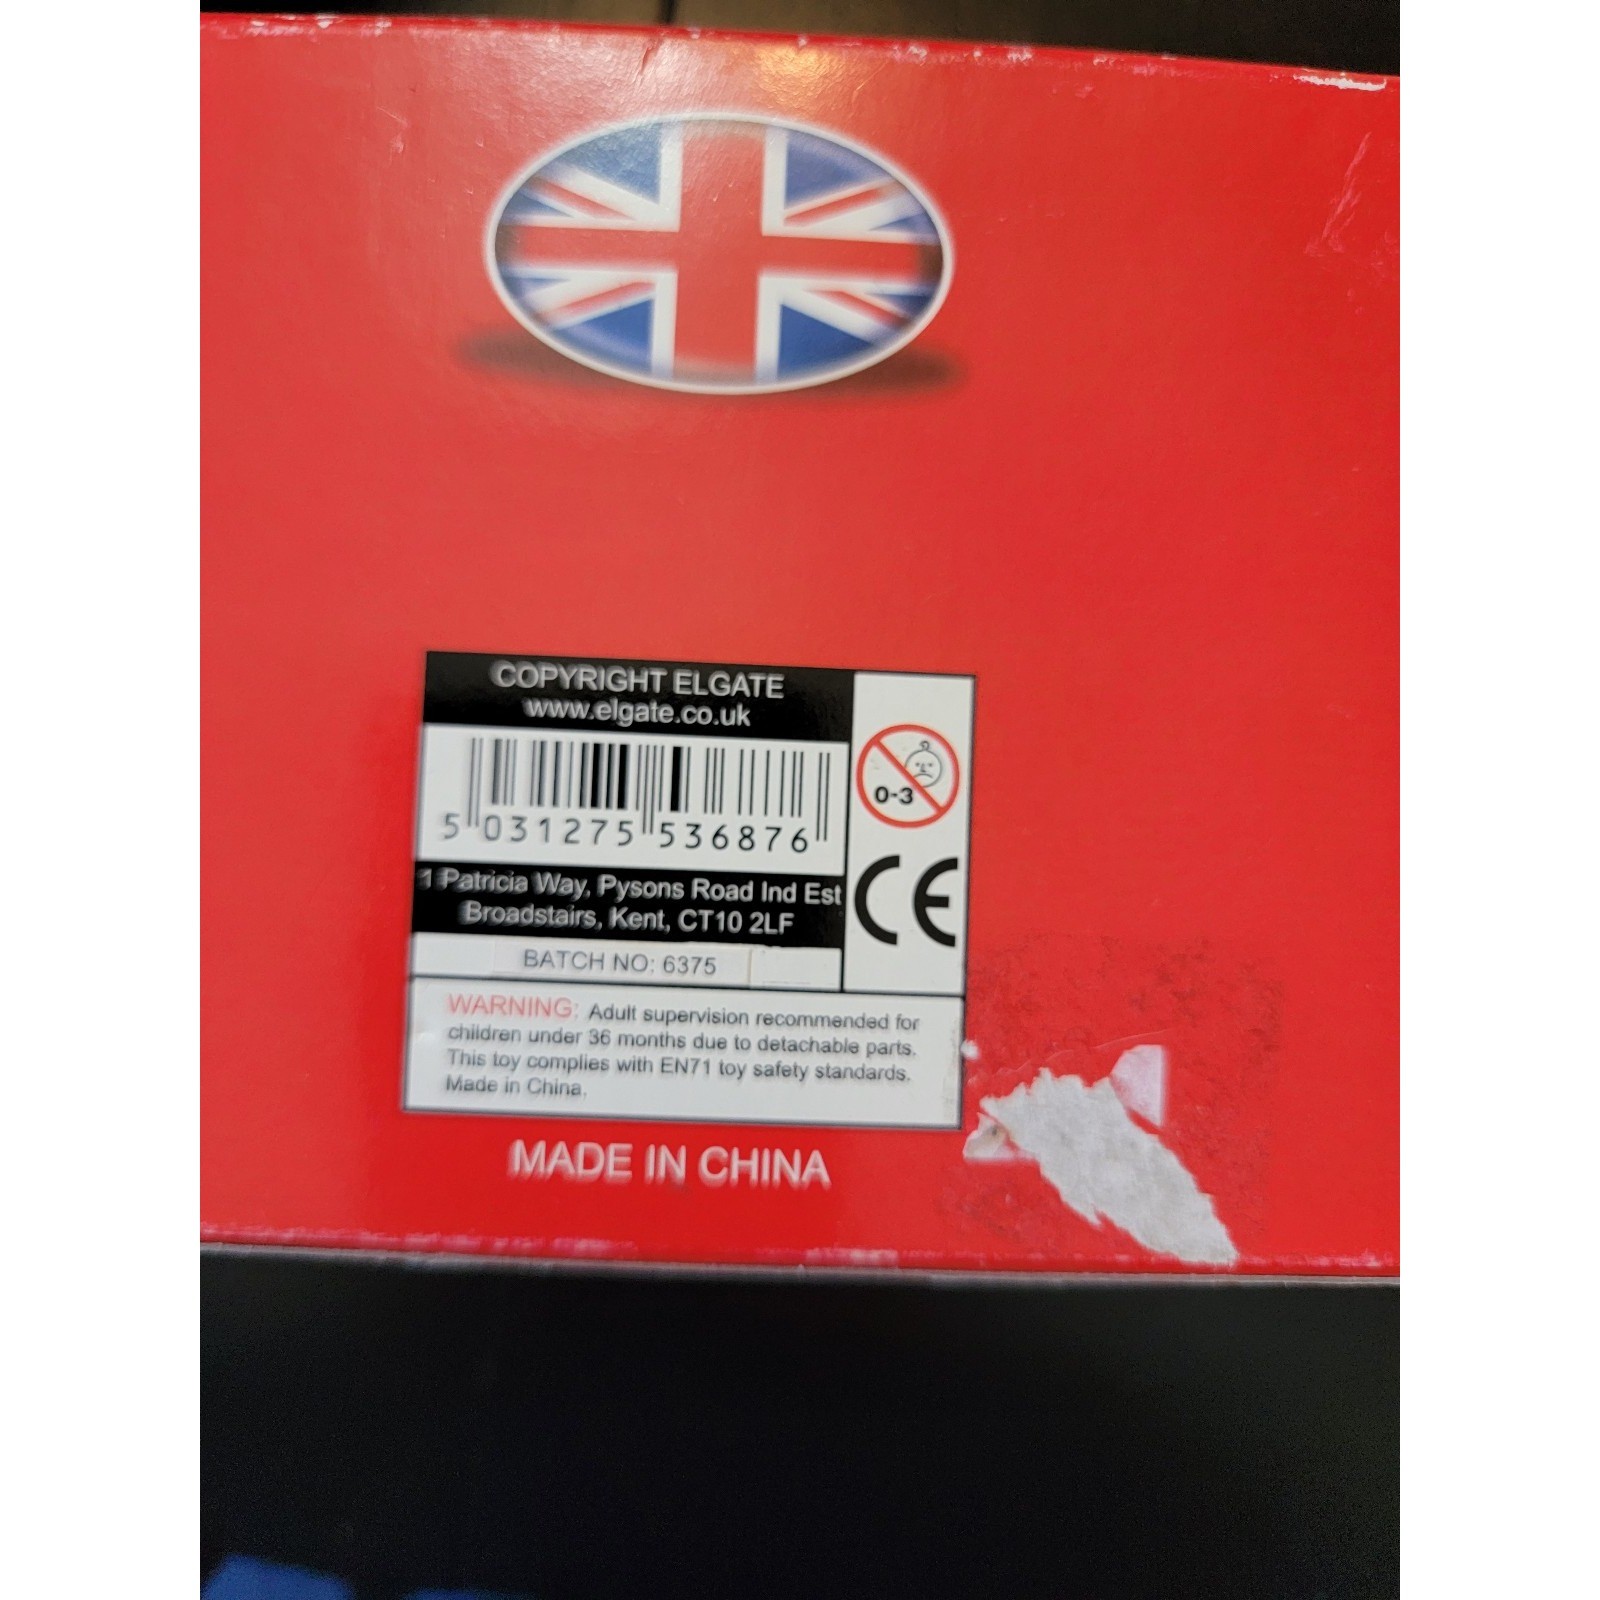 COPYRIGHT ELGATE
www.elgate.co.uk
0-3
5 031275 536876
CE
1 Patricia Way, Pysons Road Ind Est
Broadstairs, Kent, CT10 2LF
BATCH NO: 6375
WARNING: Adult supervision recommended for
children under 36 months due to detachable parts.
This toy complies with EN71 toy safety standards.
Made in China.
MADE IN CHINA